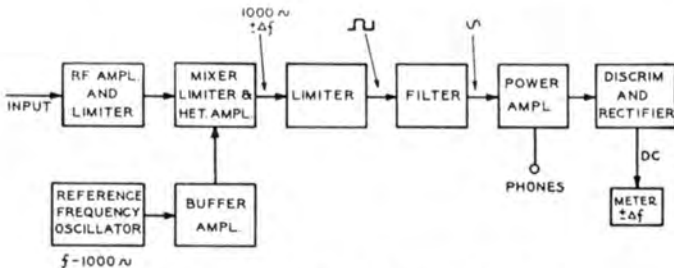 1000 ~
±Δf
INPUT
RF AMPL.
AND
LIMITER
MIXER
LIMITER &
HET. AMPL.
LIMITER
FILTER
POWER
AMPL
DISCRIM
AND
RECTIFIER
PHONES
DC
METER
±Δf
REFERENCE
FREQUENCY
OSCILLATOR
BUFFER
AMPL.
f-1000 ~